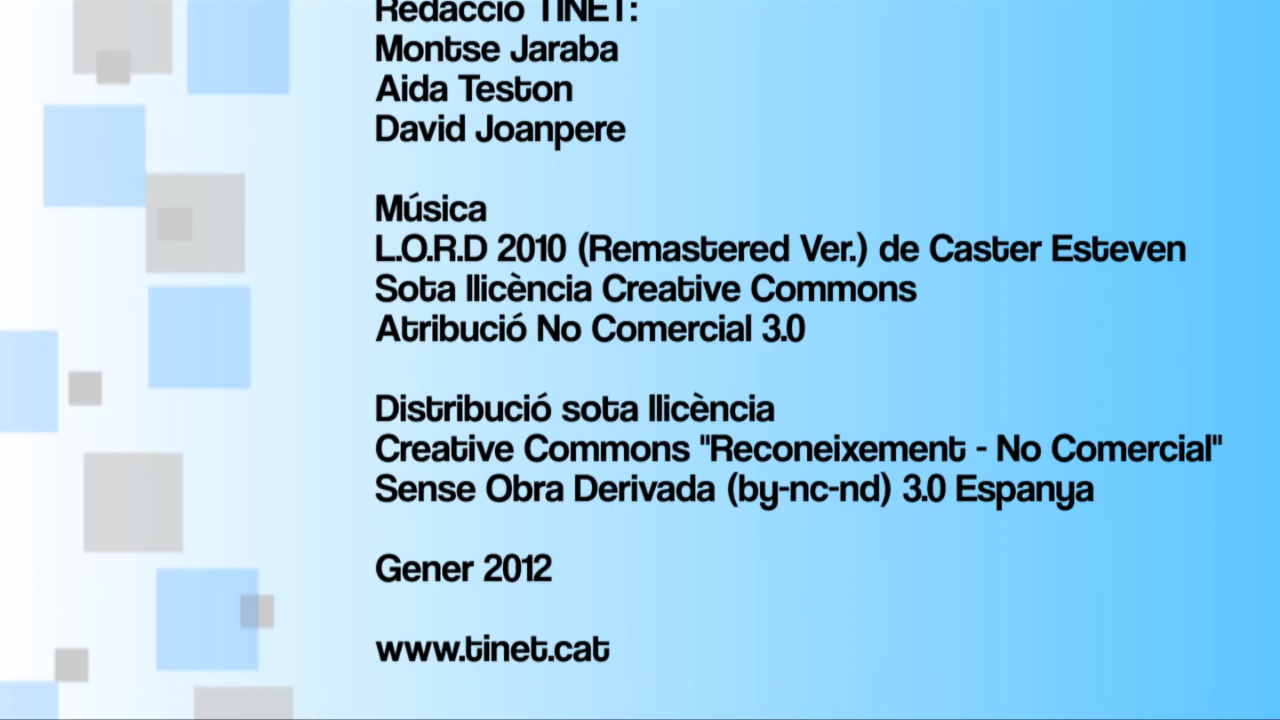 Redacció TINET:
Montse Jaraba
Aida Teston
David Joanpere
Música
L.O.R.D 2010 (Remastered Ver.) de Caster Esteven
Sota llicència Creative Commons
Atribució No Comercial 3.0
Distribució sota llicència
Creative Commons "Reconeixement - No Comercial"
Sense Obra Derivada (by-nc-nd) 3.0 Espanya
Gener 2012
www.tinet.cat